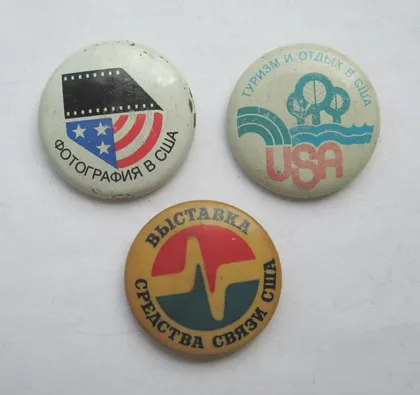 ФОТОГРАФИЯ В США
ТУРИЗМ И ОТДЫХ В США
USA
ВЫСТАВКА
СРЕДСТВА СВЯЗИ США